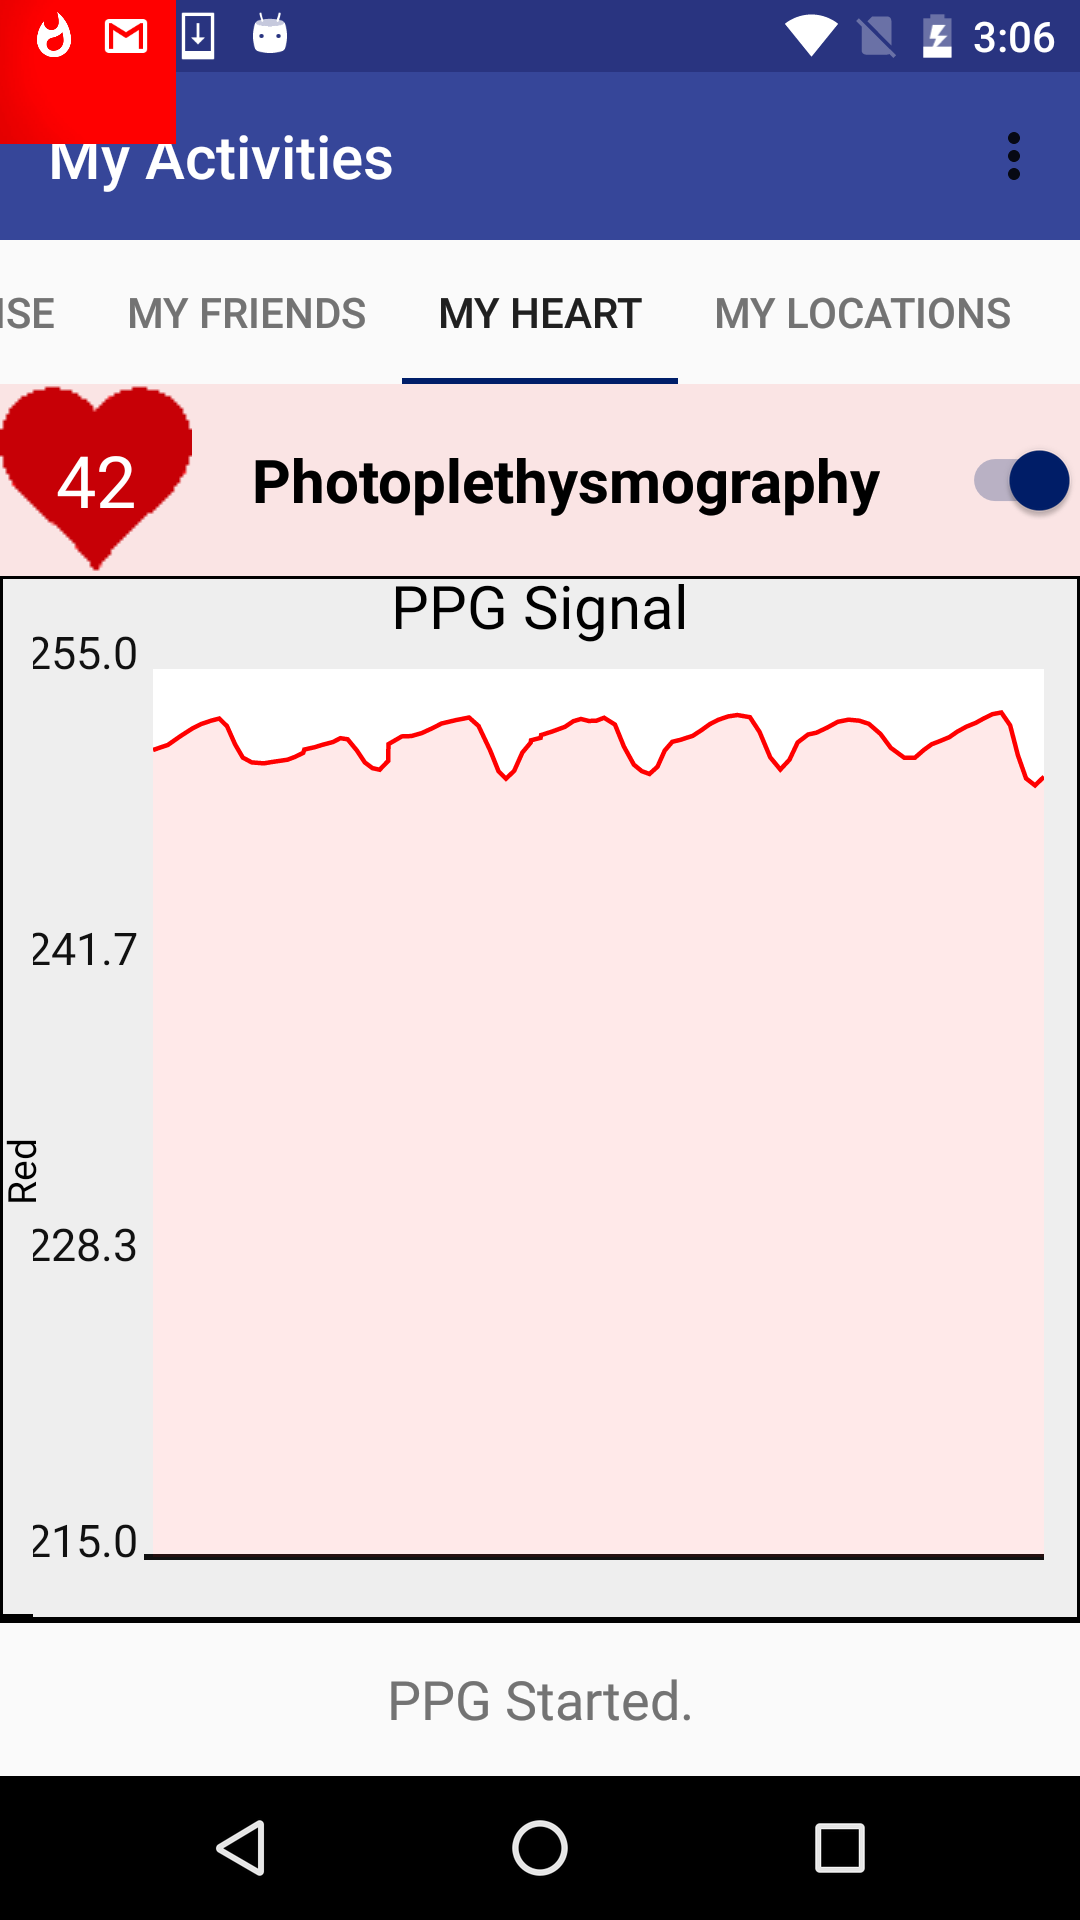 3:06
My Activities
ISE MY FRIENDS MY HEART MY LOCATIONS
42 Photoplethysmography
PPG Signal
255.0
241.7
Red
228.3
215.0
PPG Started.